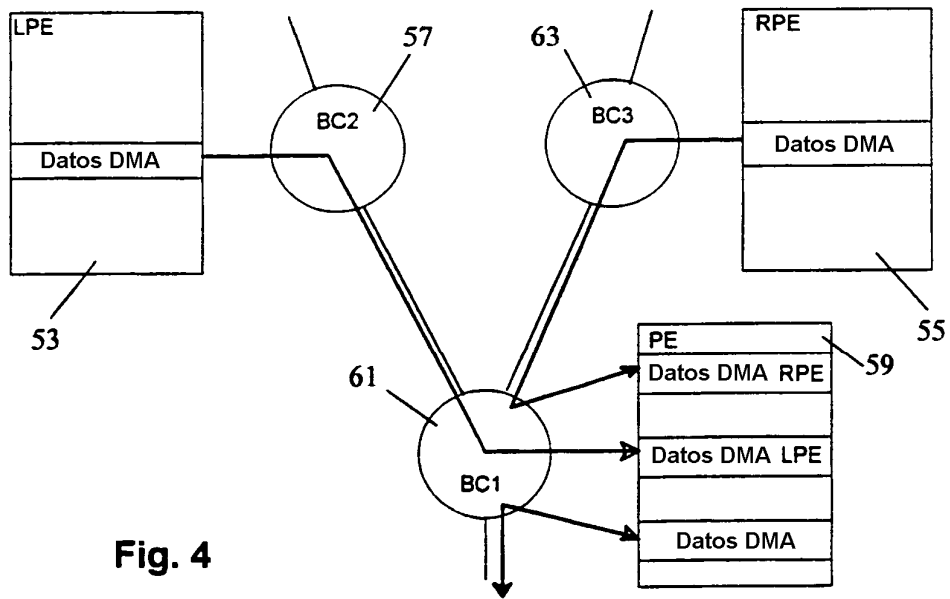 LPE
57
63
RPE
BC2
BC3
Datos DMA
Datos DMA
53
55
PE
59
61
Datos DMA RPE
Datos DMA LPE
BC1
Datos DMA
Fig. 4